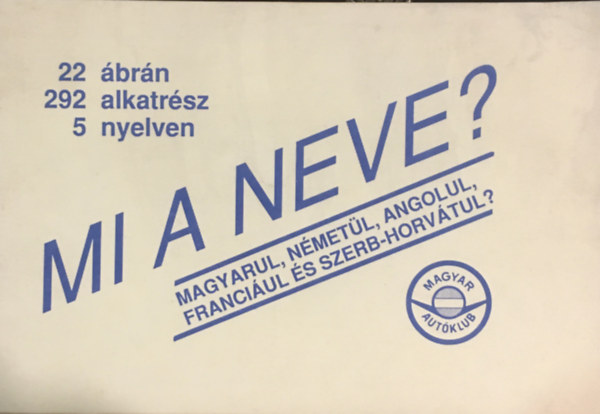 22 ábrán
292 alkatrész
5 nyelven
MI A NEVE?
MAGYARUL, NÉMETÜL, ANGOLUL,
FRANCIÁUL ÉS SZERB-HORVÁTUL?
MAGYAR
AUTÓKLUB